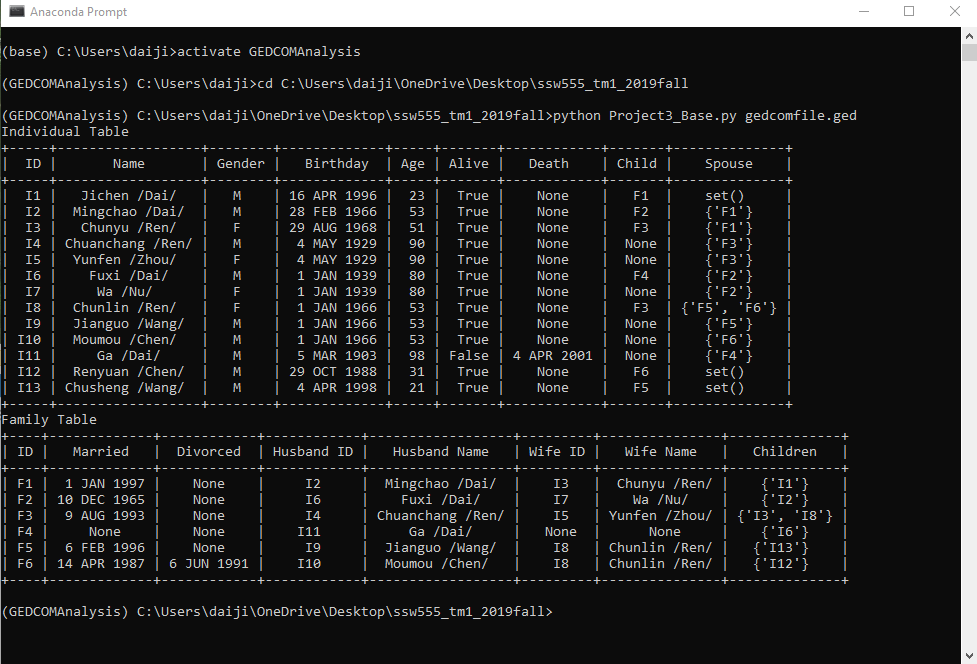 Anaconda Prompt
(base) C:\Users\daiji>activate GEDCOMAnalysis
(GEDCOMAnalysis) C:\Users\daiji>cd C:\Users\daiji\OneDrive\Desktop\ssw555_tm1_2019fall
(GEDCOMAnalysis) C:\Users\daiji\OneDrive\Desktop\ssw555_tm1_2019fall>python Project3_Base.py gedcomfile.ged
Individual Table
+-----+------------------+--------+-------------+-----+-------+------------+-------+--------------+
|  ID |       Name       | Gender |   Birthday  | Age | Alive |   Death    | Child |    Spouse    |
+-----+------------------+--------+-------------+-----+-------+------------+-------+--------------+
|  I1 |   Jichen /Dai/   |   M    | 16 APR 1996 |  23 |  True |    None    |   F1  |    set()     |
|  I2 |  Mingchao /Dai/  |   M    | 28 FEB 1966 |  53 |  True |    None    |   F2  |    {'F1'}    |
|  I3 |   Chunyu /Ren/   |   F    | 29 AUG 1968 |  51 |  True |    None    |   F3  |    {'F1'}    |
|  I4 | Chuanchang /Ren/ |   M    |  4 MAY 1929 |  90 |  True |    None    |  None |    {'F3'}    |
|  I5 |  Yunfen /Zhou/   |   F    |  4 MAY 1929 |  90 |  True |    None    |  None |    {'F3'}    |
|  I6 |    Fuxi /Dai/    |   M    |  1 JAN 1939 |  80 |  True |    None    |   F4  |    {'F2'}    |
|  I7 |     Wa /Nu/      |   F    |  1 JAN 1939 |  80 |  True |    None    |  None |    {'F2'}    |
|  I8 |  Chunlin /Ren/   |   F    |  1 JAN 1966 |  53 |  True |    None    |   F3  | {'F5', 'F6'} |
|  I9 |  Jianguo /Wang/  |   M    |  1 JAN 1966 |  53 |  True |    None    |  None |    {'F5'}    |
| I10 |  Moumou /Chen/   |   M    |  1 JAN 1966 |  53 |  True |    None    |  None |    {'F6'}    |
| I11 |     Ga /Dai/     |   M    |  5 MAR 1903 |  98 | False | 4 APR 2001 |  None |    {'F4'}    |
| I12 |  Renyuan /Chen/  |   M    | 29 OCT 1988 |  31 |  True |    None    |   F6  |    set()     |
| I13 | Chusheng /Wang/  |   M    |  4 APR 1998 |  21 |  True |    None    |   F5  |    set()     |
+-----+------------------+--------+-------------+-----+-------+------------+-------+--------------+
Family Table
+----+-------------+------------+------------+------------------+---------+---------------+--------------+
| ID |   Married   |  Divorced  | Husband ID |   Husband Name   | Wife ID |   Wife Name   |   Children   |
+----+-------------+------------+------------+------------------+---------+---------------+--------------+
| F1 |  1 JAN 1997 |    None    |     I2     |  Mingchao /Dai/  |    I3   |  Chunyu /Ren/ |    {'I1'}    |
| F2 | 10 DEC 1965 |    None    |     I6     |    Fuxi /Dai/    |    I7   |    Wa /Nu/    |    {'I2'}    |
| F3 |  9 AUG 1993 |    None    |     I4     | Chuanchang /Ren/ |    I5   | Yunfen /Zhou/ | {'I3', 'I8'} |
| F4 |     None    |    None    |    I11     |     Ga /Dai/     |   None  |      None     |    {'I6'}    |
| F5 |  6 FEB 1996 |    None    |     I9     |  Jianguo /Wang/  |    I8   | Chunlin /Ren/ |   {'I13'}    |
| F6 | 14 APR 1987 | 6 JUN 1991 |    I10     |  Moumou /Chen/   |    I8   | Chunlin /Ren/ |   {'I12'}    |
+----+-------------+------------+------------+------------------+---------+---------------+--------------+
(GEDCOMAnalysis) C:\Users\daiji\OneDrive\Desktop\ssw555_tm1_2019fall>